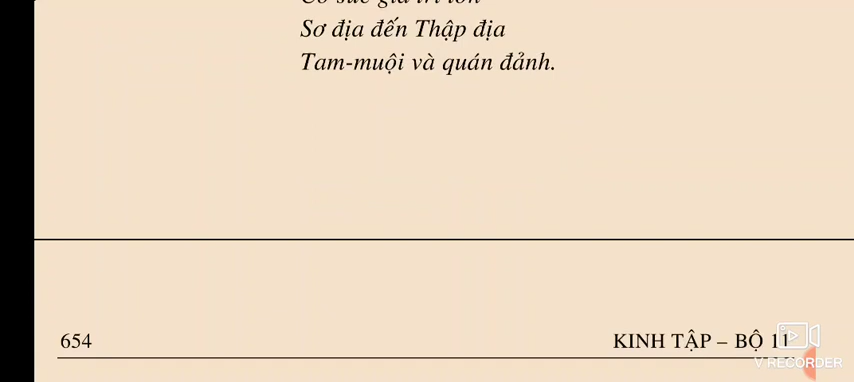 Sơ địa đến Thập địa
Tam-muội và quán đảnh.
654
KINH TẬP – BỘ 11
V RECORDER